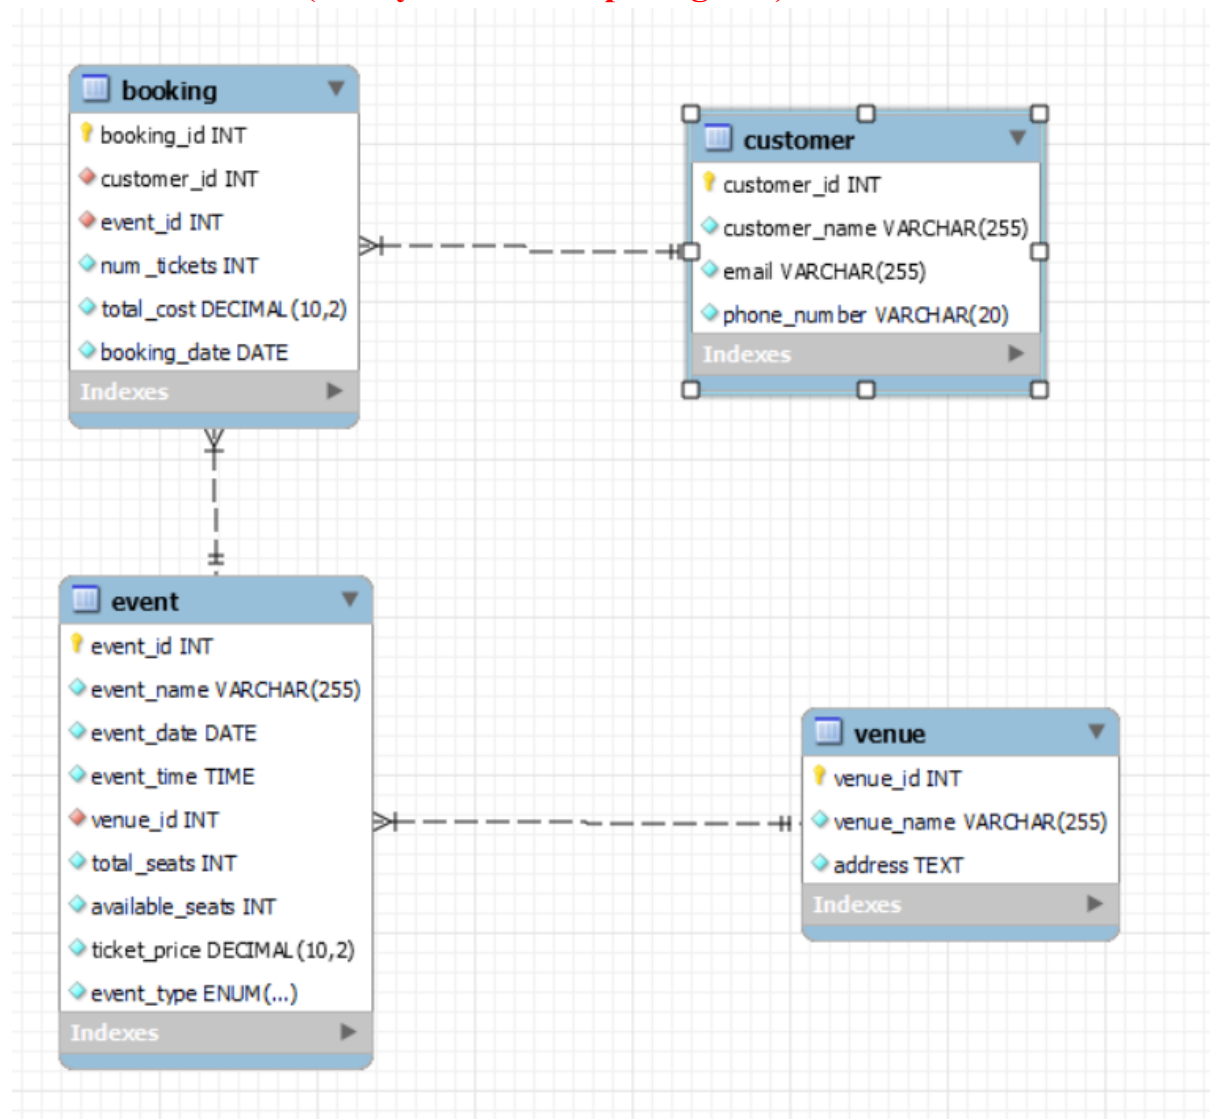 booking
booking_id INT
customer_id INT
event_id INT
num_tickets INT
total_cost DECIMAL(10,2)
booking_date DATE
Indexes
customer
customer_id INT
customer_name VARCHAR(255)
email VARCHAR(255)
phone_number VARCHAR(20)
Indexes
event
event_id INT
event_name VARCHAR(255)
event_date DATE
event_time TIME
venue_id INT
total_seats INT
available_seats INT
ticket_price DECIMAL(10,2)
event_type ENUM(...)
Indexes
venue
venue_id INT
venue_name VARCHAR(255)
address TEXT
Indexes